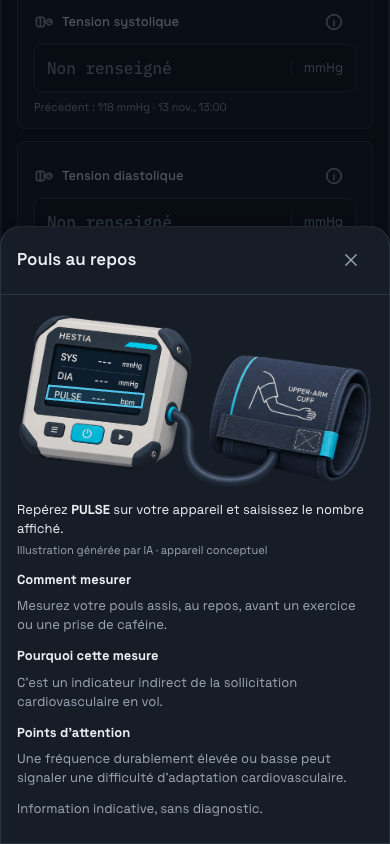 Tension systolique
Non renseigné
mmHg
Précédent : 118 mmHg · 13 nov., 13:00
Tension diastolique
Non renseigné
mmHg
Pouls au repos
HESTIA
SYS --- mmHg
DIA --- mmHg
PULSE --- bpm
UPPER-ARM
CUFF
Repérez PULSE sur votre appareil et saisissez le nombre
affiché.
Illustration générée par IA · appareil conceptuel
Comment mesurer
Mesurez votre pouls assis, au repos, avant un exercice
ou une prise de caféine.
Pourquoi cette mesure
C'est un indicateur indirect de la sollicitation
cardiovasculaire en vol.
Points d'attention
Une fréquence durablement élevée ou basse peut
signaler une difficulté d'adaptation cardiovasculaire.
Information indicative, sans diagnostic.